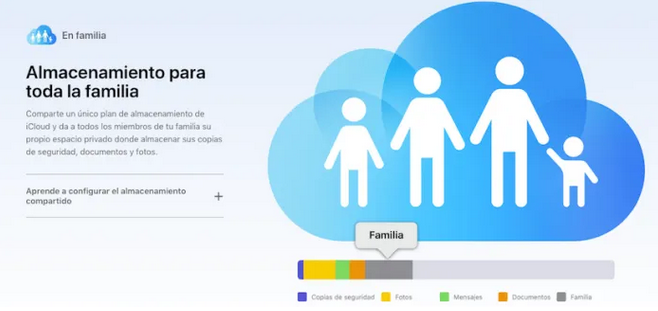 En familia
Almacenamiento para
toda la familia
Comparte un único plan de almacenamiento de
iCloud y da a todos los miembros de tu familia su
propio espacio privado donde almacenar sus copias
de seguridad, documentos y fotos.
Aprende a configurar el almacenamiento
compartido
+
Familia
Copias de seguridad Fotos Mensajes Documentos Familia